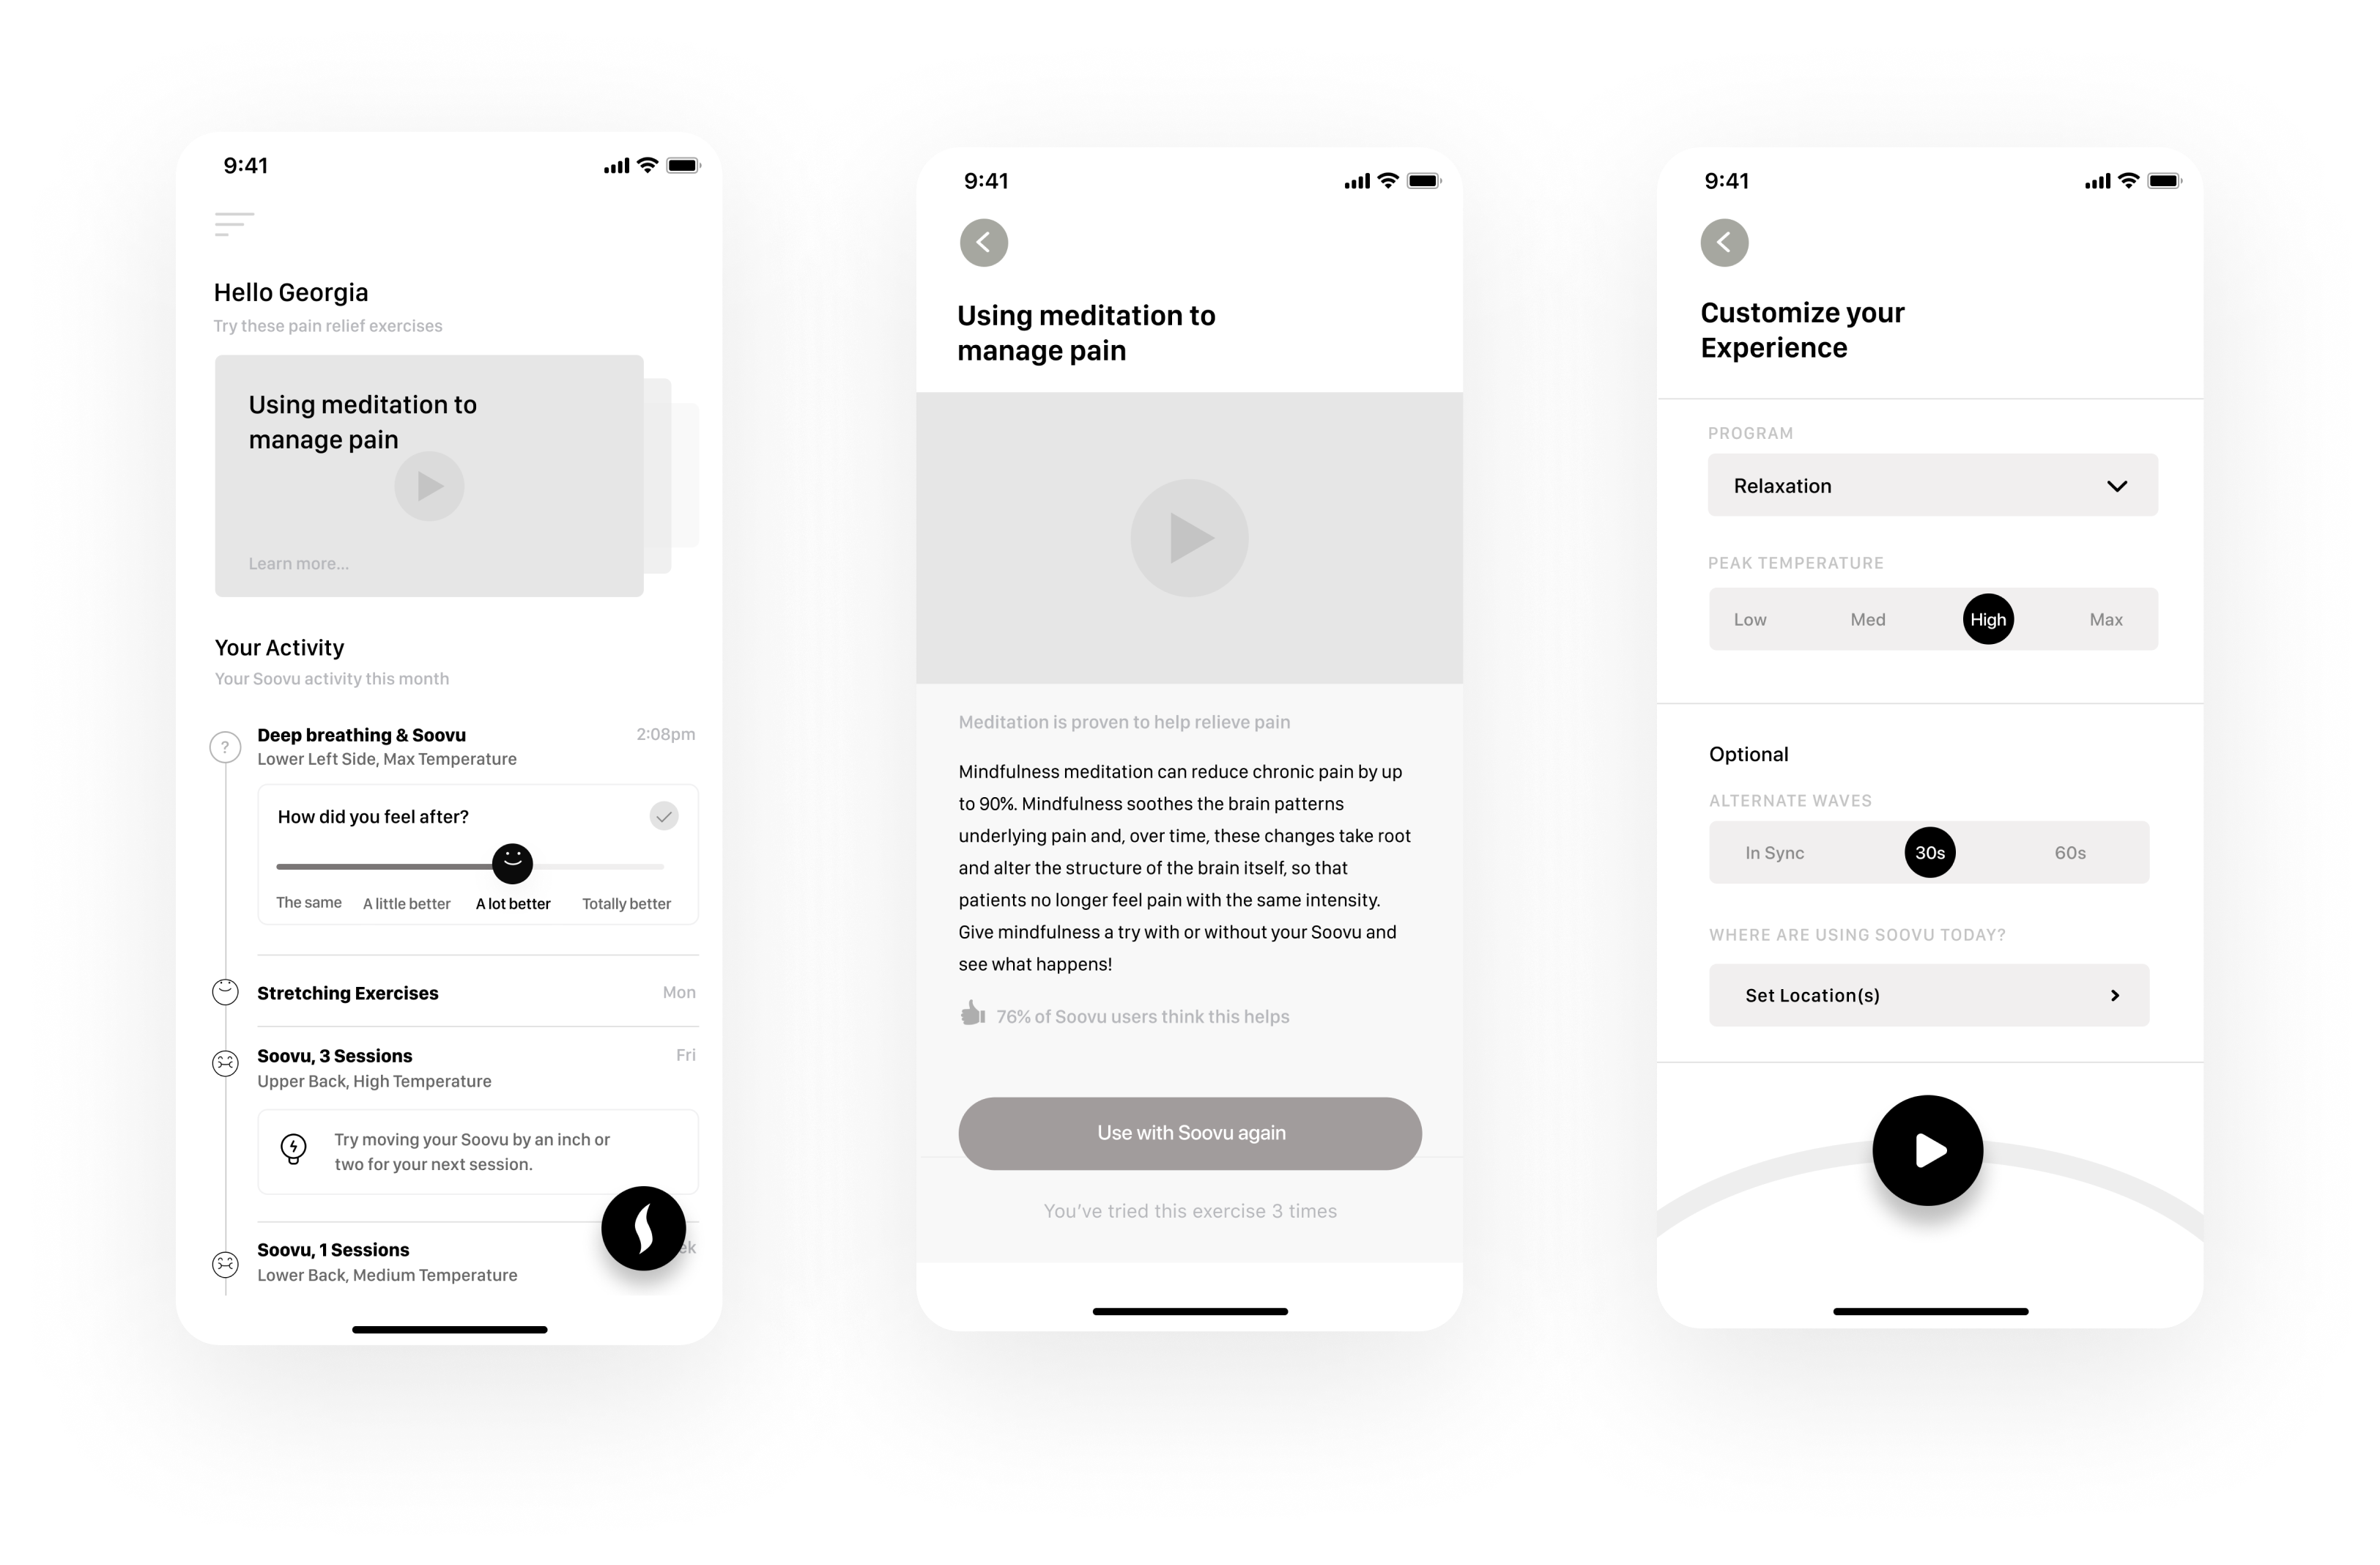 9:41
Hello Georgia
Try these pain relief exercises
Using meditation to
manage pain
Learn more...
Your Activity
Your Soovu activity this month
?
Deep breathing & Soovu
2:08pm
Lower Left Side, Max Temperature
How did you feel after?
The same
A little better
A lot better
Totally better
Stretching Exercises
Mon
Soovu, 3 Sessions
Fri
Upper Back, High Temperature
Try moving your Soovu by an inch or
two for your next session.
Soovu, 1 Sessions
Lower Back, Medium Temperature
9:41
Using meditation to
manage pain
Meditation is proven to help relieve pain
Mindfulness meditation can reduce chronic pain by up
to 90%. Mindfulness soothes the brain patterns
underlying pain and, over time, these changes take root
and alter the structure of the brain itself, so that
patients no longer feel pain with the same intensity.
Give mindfulness a try with or without your Soovu and
see what happens!
76% of Soovu users think this helps
Use with Soovu again
You've tried this exercise 3 times
9:41
Customize your
Experience
PROGRAM
Relaxation
PEAK TEMPERATURE
Low
Med
High
Max
Optional
ALTERNATE WAVES
In Sync
30s
60s
WHERE ARE USING SOOVU TODAY?
Set Location(s)